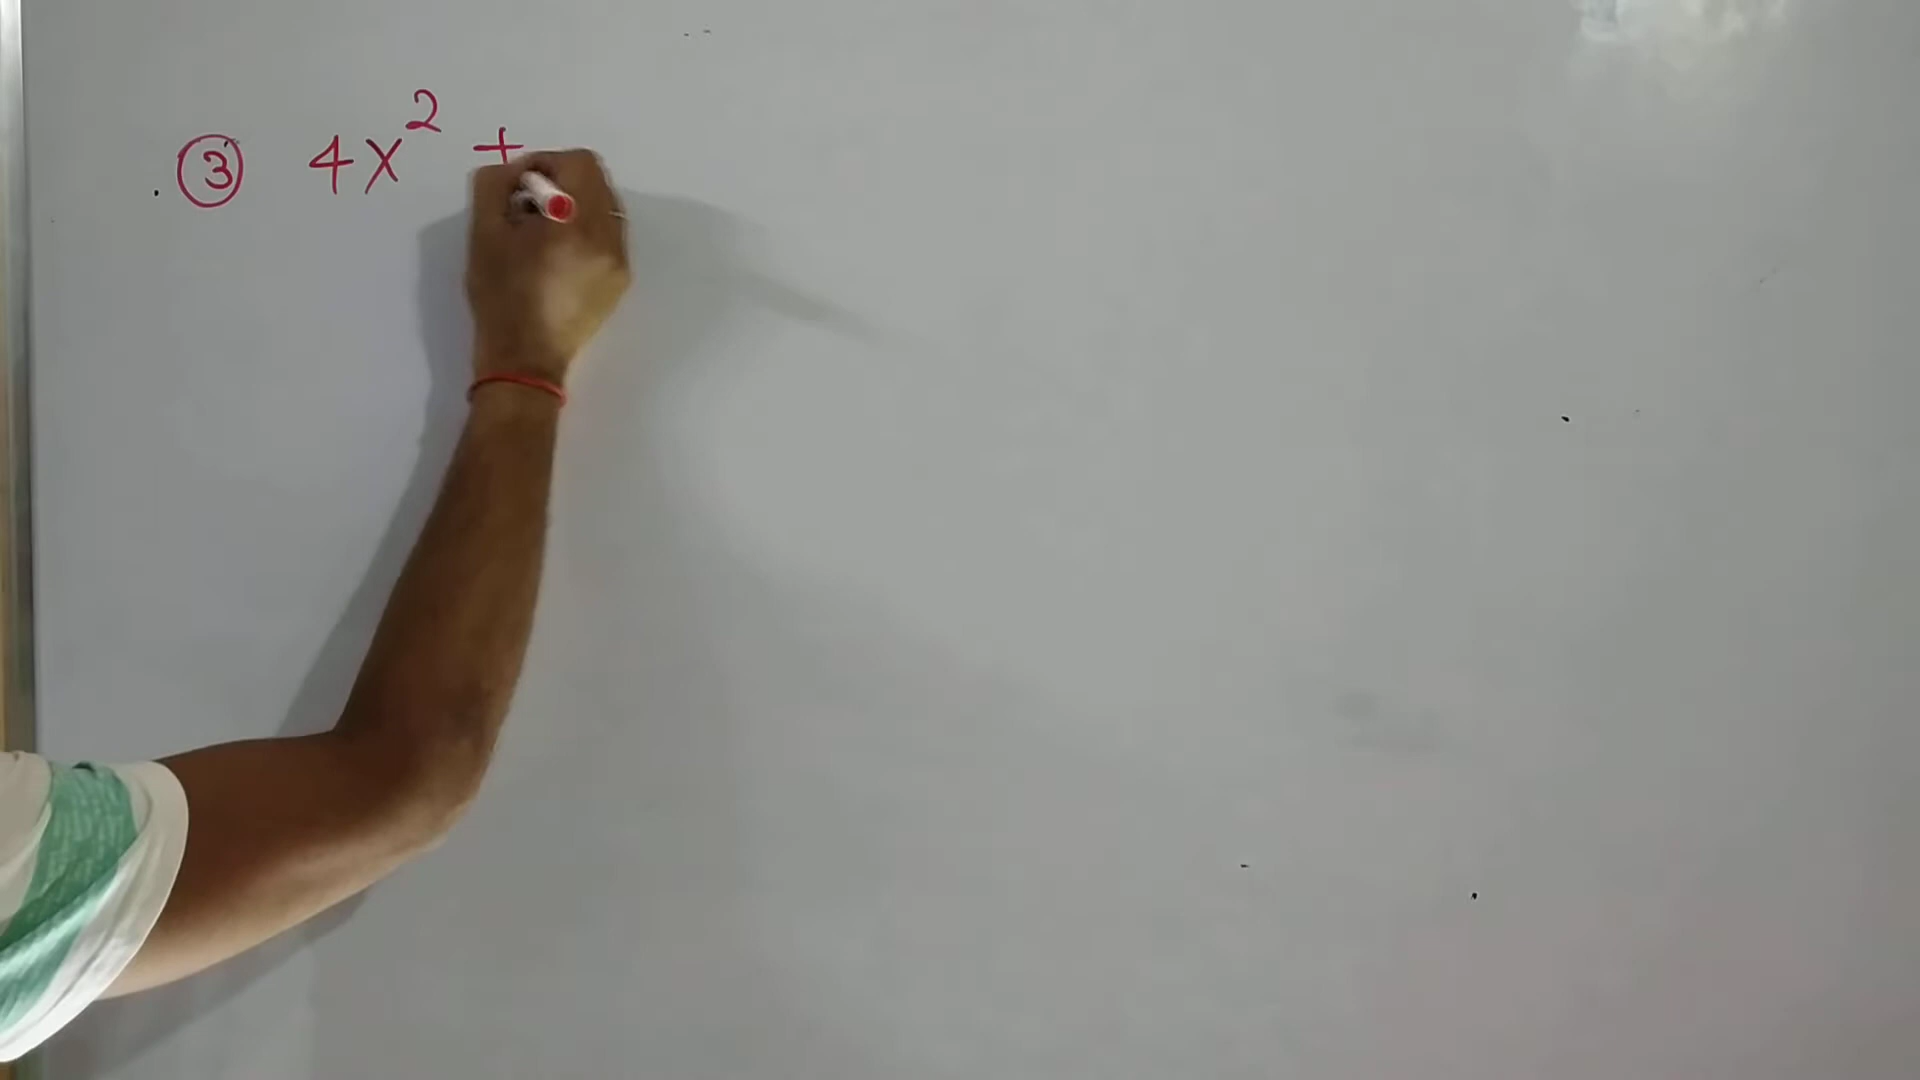 ③ 4x² +